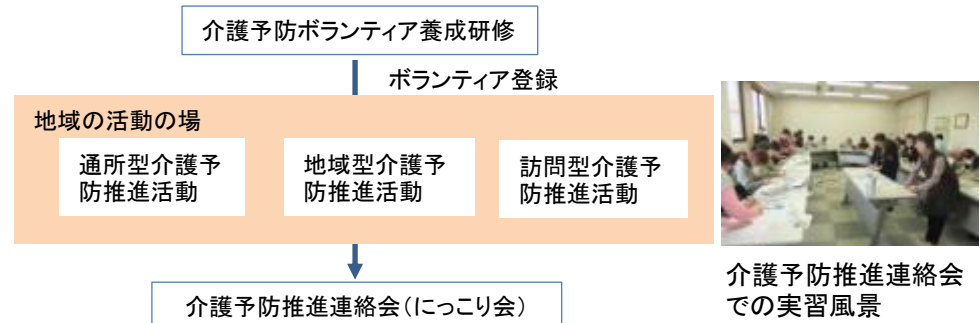 介護予防ボランティア養成研修
ボランティア登録
地域の活動の場
通所型介護予
防推進活動
地域型介護予
防推進活動
訪問型介護予
防推進活動
介護予防推進連絡会(にっこり会)
介護予防推進連絡会
での実習風景